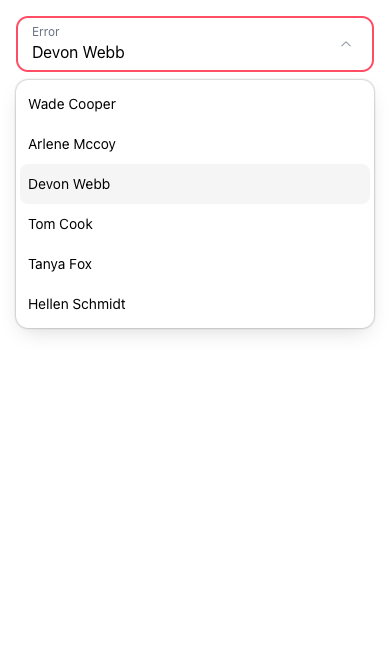 Error
Devon Webb
Wade Cooper
Arlene Mccoy
Devon Webb
Tom Cook
Tanya Fox
Hellen Schmidt